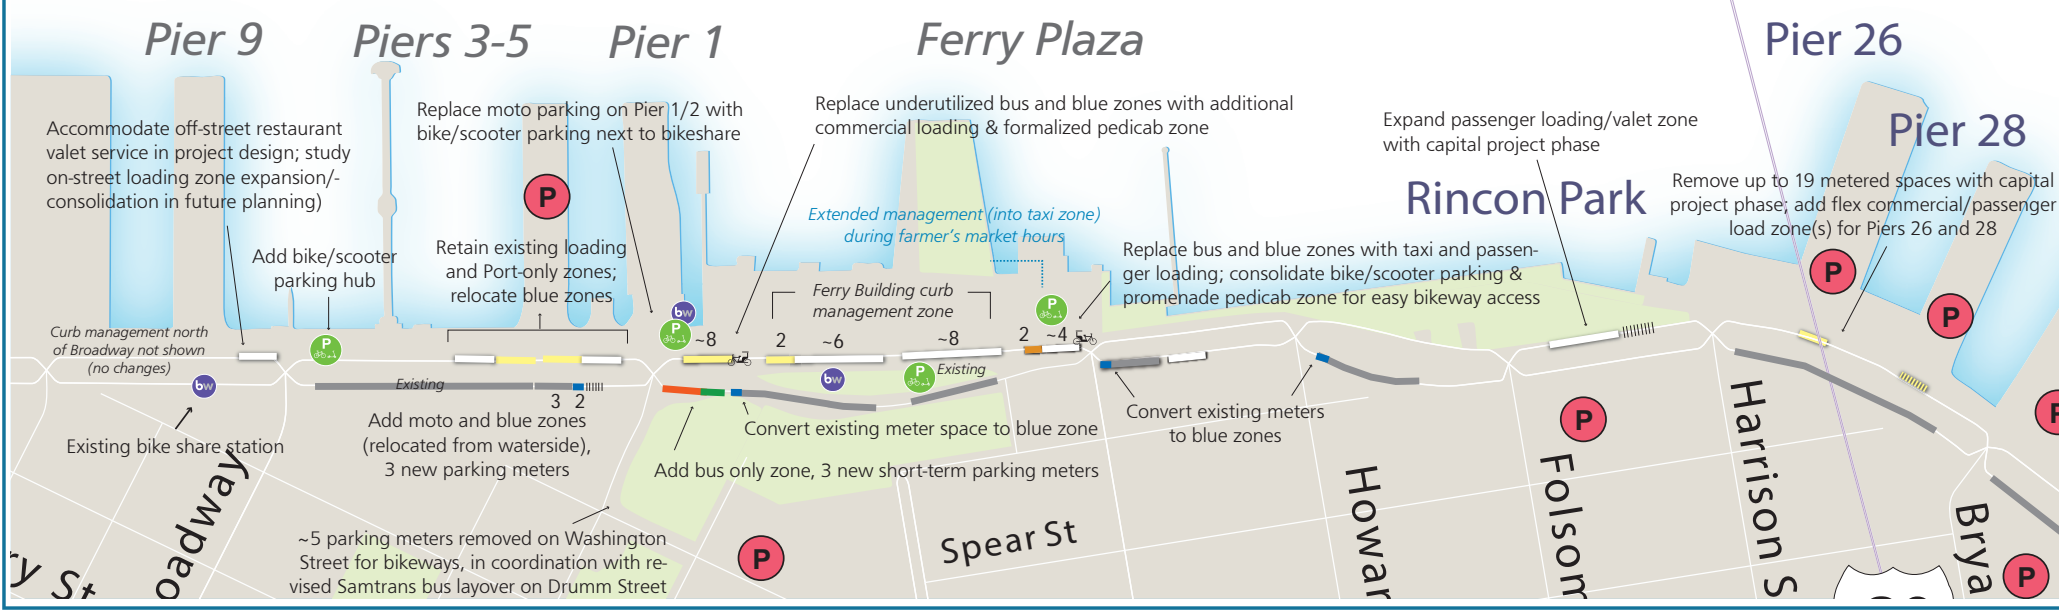 Pier 9
Piers 3-5
Pier 1
Ferry Plaza
Pier 26
Pier 28
Rincon Park
Accommodate off-street restaurant
valet service in project design; study
on-street loading zone expansion/-
consolidation in future planning)
Replace moto parking on Pier 1/2 with
bike/scooter parking next to bikeshare
Replace underutilized bus and blue zones with additional
commercial loading & formalized pedicab zone
Expand passenger loading/valet zone
with capital project phase
Remove up to 19 metered spaces with capital
project phase; add flex commercial/passenger
load zone(s) for Piers 26 and 28
P
Extended management (into taxi zone)
during farmer's market hours
Add bike/scooter
parking hub
Retain existing loading
and Port-only zones;
relocate blue zones
Replace bus and blue zones with taxi and passen-
ger loading; consolidate bike/scooter parking &
promenade pedicab zone for easy bikeway access
P
P
Ferry Building curb
management zone
Curb management north
of Broadway not shown
(no changes)
P
bw
P
P
~8
2
~6
~8
2
~4
bw
Existing
3 2
bw
P
Existing
Existing bike share station
Add moto and blue zones
(relocated from waterside),
3 new parking meters
Convert existing meter space to blue zone
Add bus only zone, 3 new short-term parking meters
Convert existing meters
to blue zones
P
P
~5 parking meters removed on Washington
Street for bikeways, in coordination with re-
vised Samtrans bus layover on Drumm Street
P
P
ry St
oadway
Spear St
Howar
Folsom
Harrison S
Brya